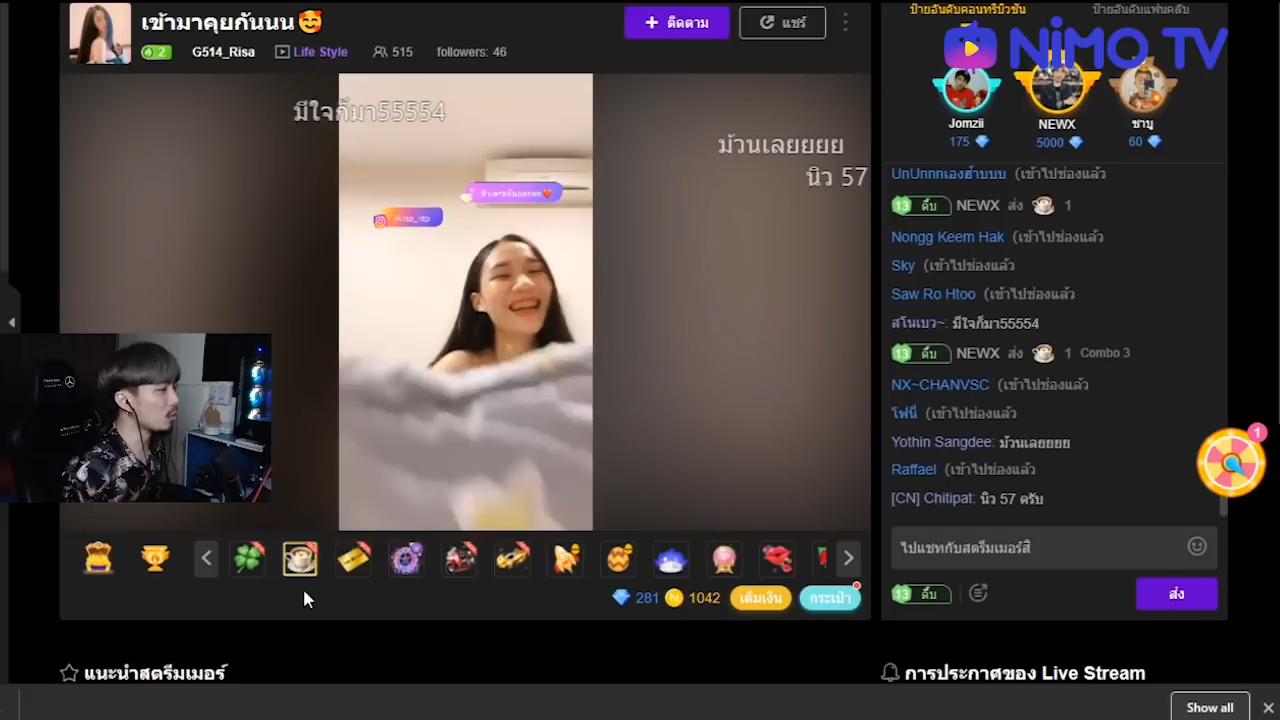 เข้ามาคุยกันนน🥰
ติดตาม
แชร์
2
G514_Risa
Life Style
515
followers: 46
มีใจก็มา55554
ม้วนเลยยยย
นิว 57
ป้ายอันดับคอนทริบิวชัน
ป้ายอันดับแฟนคลับ
NiMO TV
Jomzii
NEWX
ชาบู
175
5000
60
UnUnnnเองฮ้าบบบ (เข้าไปช่องแล้ว
13 ดึ๊บ NEWX ส่ง 1
Nongg Keem Hak (เข้าไปช่องแล้ว
Sky (เข้าไปช่องแล้ว
Saw Ro Htoo (เข้าไปช่องแล้ว
สโนเบว~: มีใจก็มา55554
13 ดึ๊บ NEWX ส่ง 1 Combo 3
NX~CHANVSC (เข้าไปช่องแล้ว
โฟนี่ (เข้าไปช่องแล้ว
Yothin Sangdee: ม้วนเลยยยย
Raffael (เข้าไปช่องแล้ว
[CN] Chitipat: นิว 57 ครับ
1
ไปแชทกับสตรีมเมอร์สิ
13 ดึ๊บ
ส่ง
281
1042
เติมเงิน
กระเป๋า
แนะนำสตรีมเมอร์
การประกาศของ Live Stream
Show all